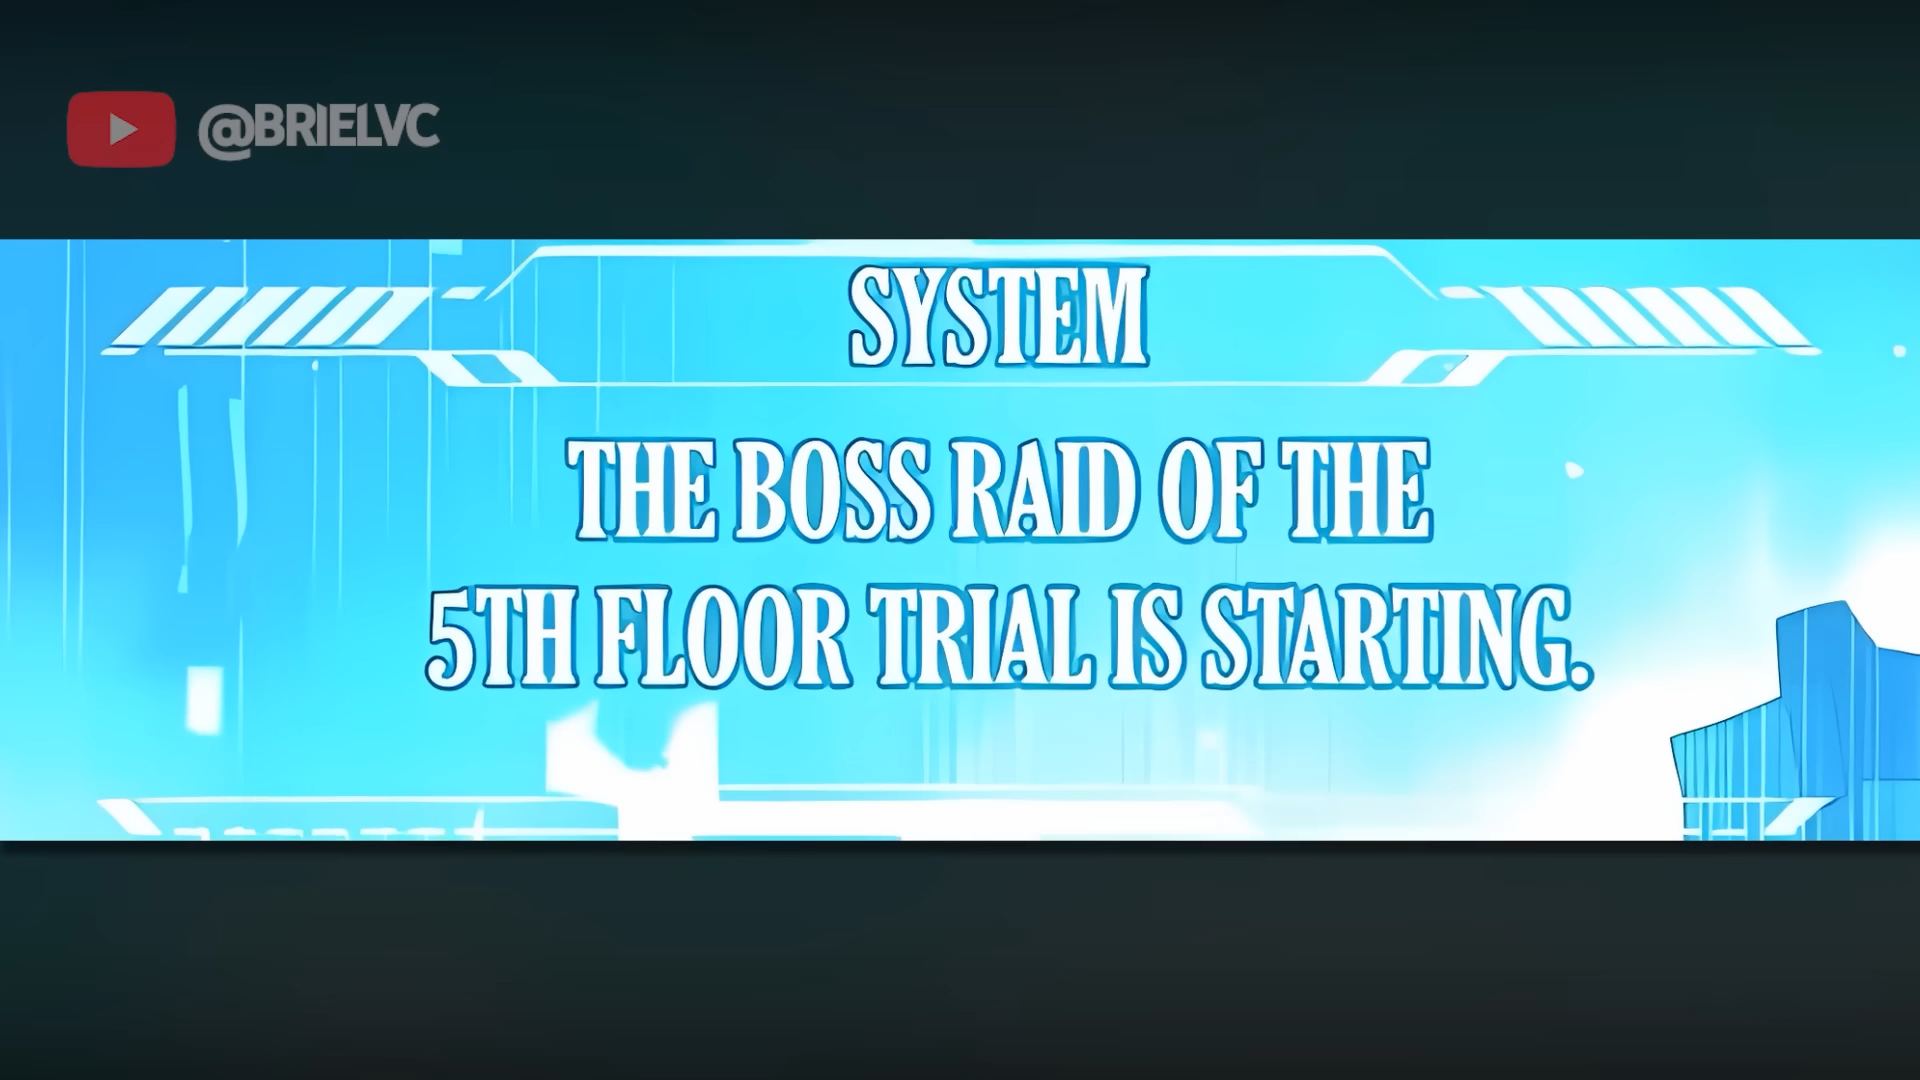 @BRIELVC
SYSTEM
THE BOSS RAID OF THE
5TH FLOOR TRIAL IS STARTING.